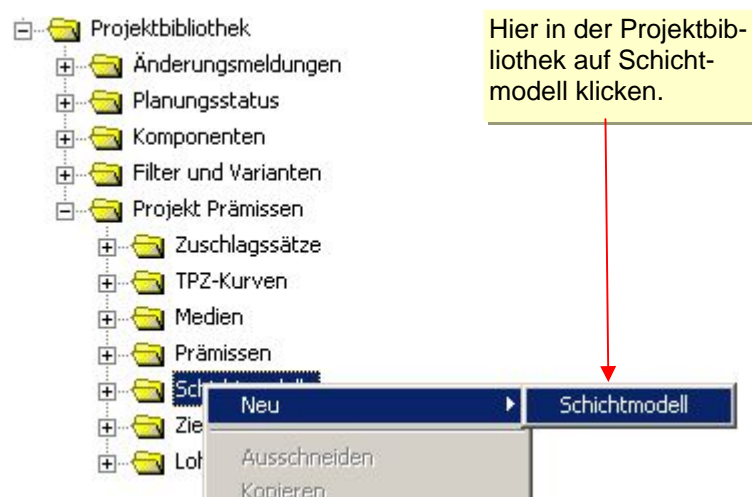 Projektbibliothek
Änderungsmeldungen
Planungsstatus
Komponenten
Filter und Varianten
Projekt Prämissen
Zuschlagssätze
TPZ-Kurven
Medien
Prämissen
Neu
Schichtmodell
Ausschneiden
Kopieren
Hier in der Projektbib-
liothek auf Schicht-
modell klicken.